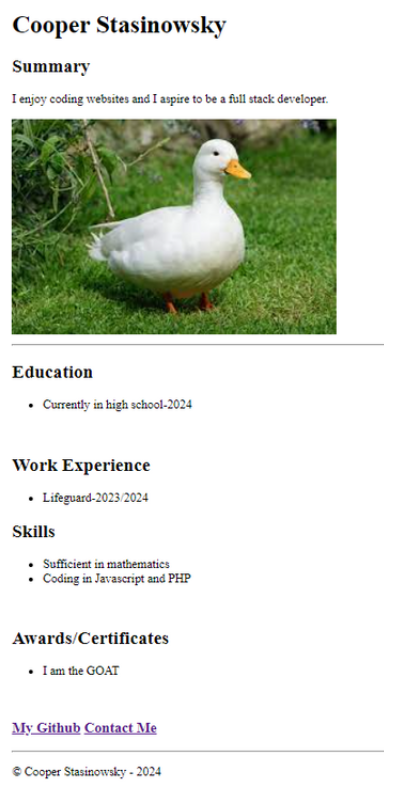 Cooper Stasinowsky
Summary
I enjoy coding websites and I aspire to be a full stack developer.
Education
Currently in high school-2024
Work Experience
Lifeguard-2023/2024
Skills
Sufficient in mathematics
Coding in Javascript and PHP
Awards/Certificates
I am the GOAT
My Github Contact Me
© Cooper Stasinowsky - 2024